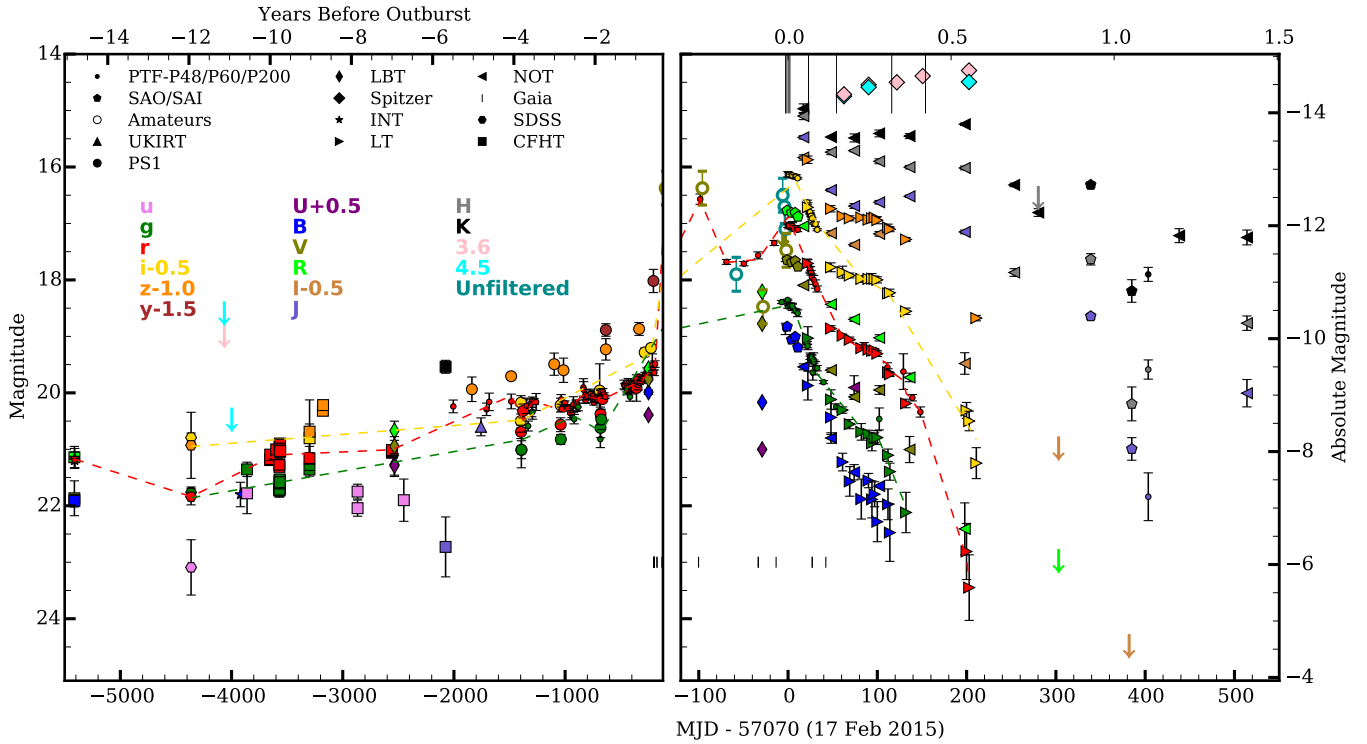 Years Before Outburst
−14 −12 −10 −8 −6 −4 −2
0.0 0.5 1.0 1.5
14
16
18
20
22
24
Magnitude
PTF-P48/P60/P200
SAO/SAI
Amateurs
UKIRT
PS1
LBT
Spitzer
INT
LT
NOT
Gaia
SDSS
CFHT
u
g
r
i-0.5
z-1.0
y-1.5
U+0.5
B
V
R
I-0.5
J
H
K
3.6
4.5
Unfiltered
−14
−12
−10
−8
−6
−4
Absolute Magnitude
−5000 −4000 −3000 −2000 −1000
−100 0 100 200 300 400 500
MJD - 57070 (17 Feb 2015)